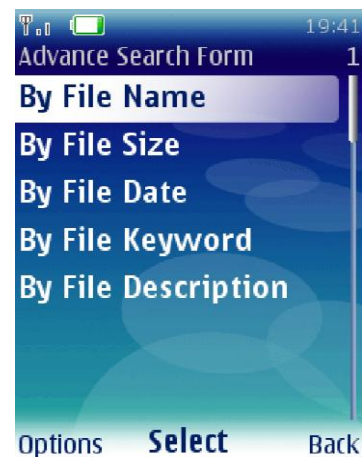 19:41
Advance Search Form 1
By File Name
By File Size
By File Date
By File Keyword
By File Description
Options Select Back